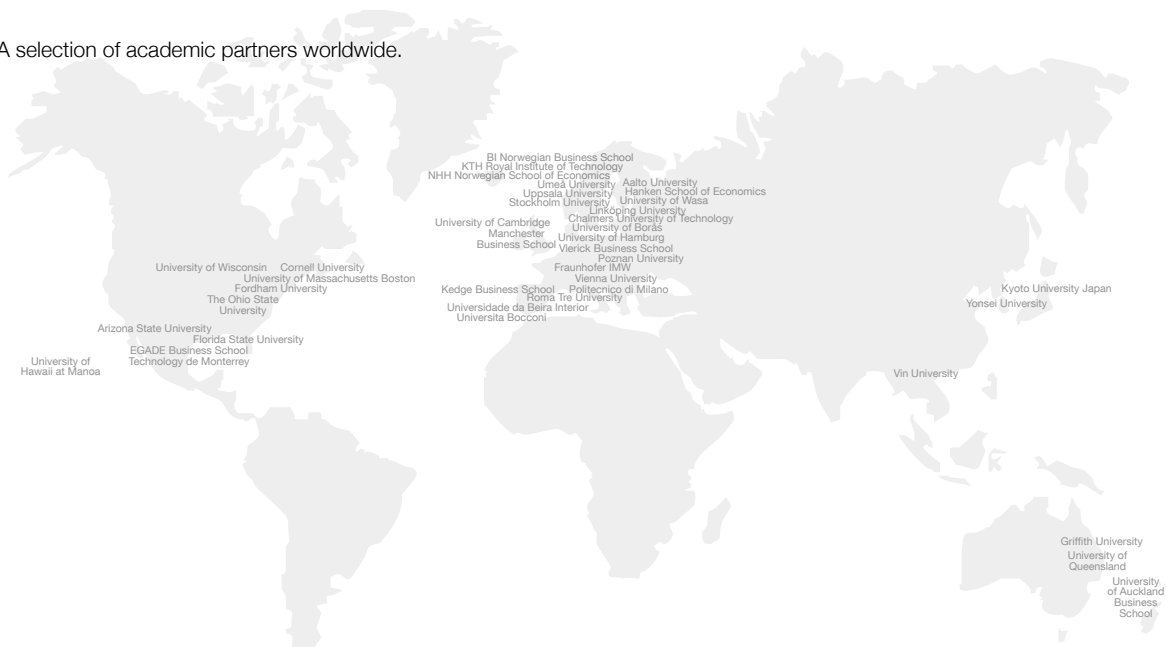 A selection of academic partners worldwide.
BI Norwegian Business School
KTH Royal Institute of Technology
NHH Norwegian School of Economics
Umeå University
Aalto University
Uppsala University
Hanken School of Economics
Stockholm University
University of Wasa
Linköping University
Chalmers University of Technology
University of Borås
University of Cambridge
Manchester
Business School
University of Hamburg
Vlerick Business School
Poznan University
Fraunhofer IMW
Vienna University
Kedge Business School
Politecnico di Milano
Roma Tre University
Universidade da Beira Interior
Universita Bocconi
University of Wisconsin
Cornell University
University of Massachusetts Boston
Fordham University
The Ohio State
University
Arizona State University
Florida State University
EGADE Business School
Technology de Monterrey
University of
Hawaii at Manoa
Kyoto University Japan
Yonsei University
Vin University
Griffith University
University of
Queensland
University
of Auckland
Business
School